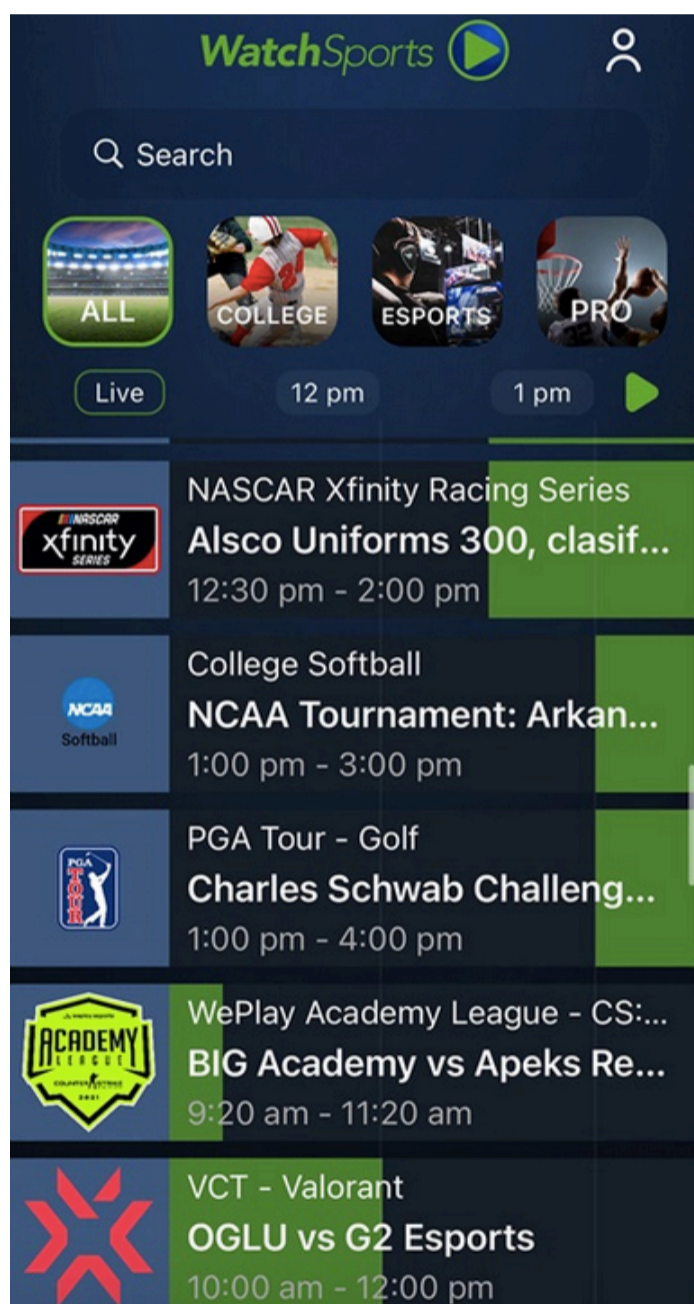 WatchSports
Search
ALL
COLLEGE
ESPORTS
PRO
Live
12 pm
1 pm
NASCAR
xfinity
SERIES
NASCAR Xfinity Racing Series
Alsco Uniforms 300, clasif...
12:30 pm - 2:00 pm
NCAA
Softball
College Softball
NCAA Tournament: Arkan...
1:00 pm - 3:00 pm
PGA
TOUR
PGA Tour - Golf
Charles Schwab Challeng...
1:00 pm - 4:00 pm
ACADEMY
LEAGUE
COUNTER STRIKE
2021
WePlay Academy League - CS:...
BIG Academy vs Apeks Re...
9:20 am - 11:20 am
VCT - Valorant
OGLU vs G2 Esports
10:00 am - 12:00 pm